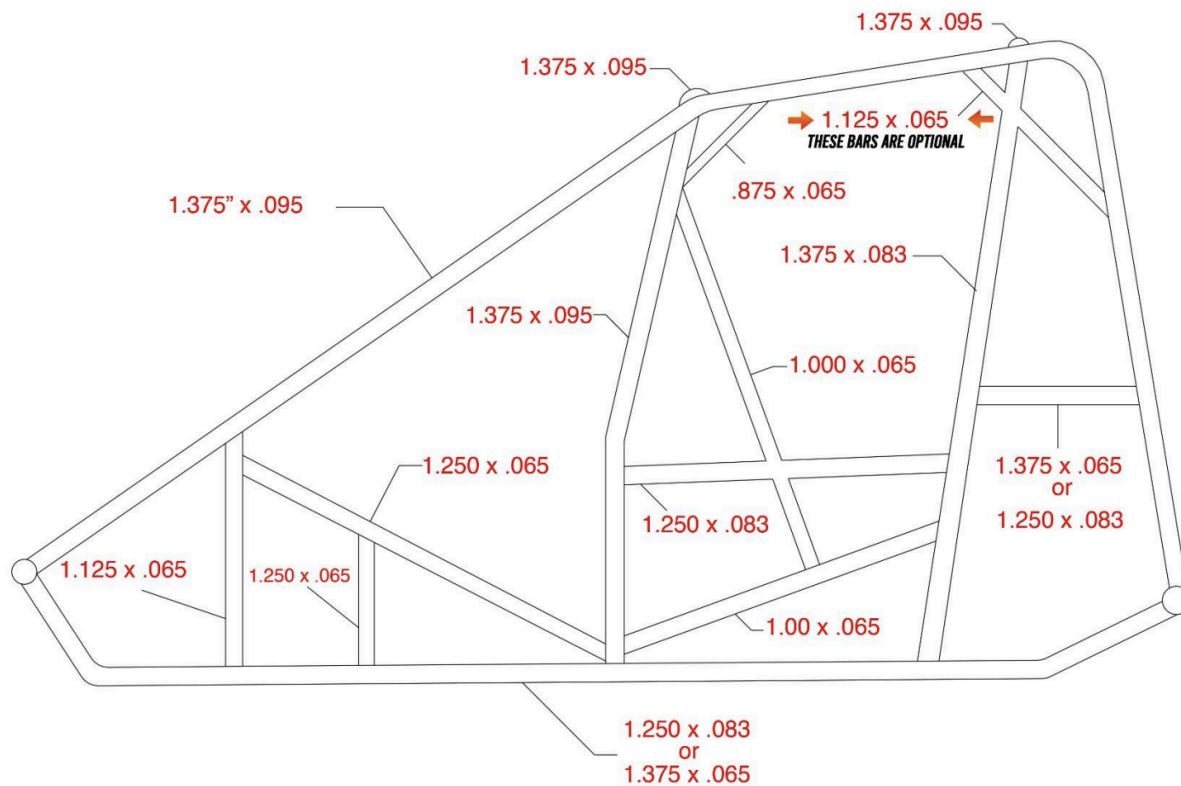 1.375 x .095
1.375 x .095
1.125 x .065
THESE BARS ARE OPTIONAL
.875 x .065
1.375” x .095
1.375 x .083
1.375 x .095
1.000 x .065
1.250 x .065
1.375 x .065
or
1.250 x .083
1.250 x .083
1.125 x .065
1.250 x .065
1.00 x .065
1.250 x .083
or
1.375 x .065